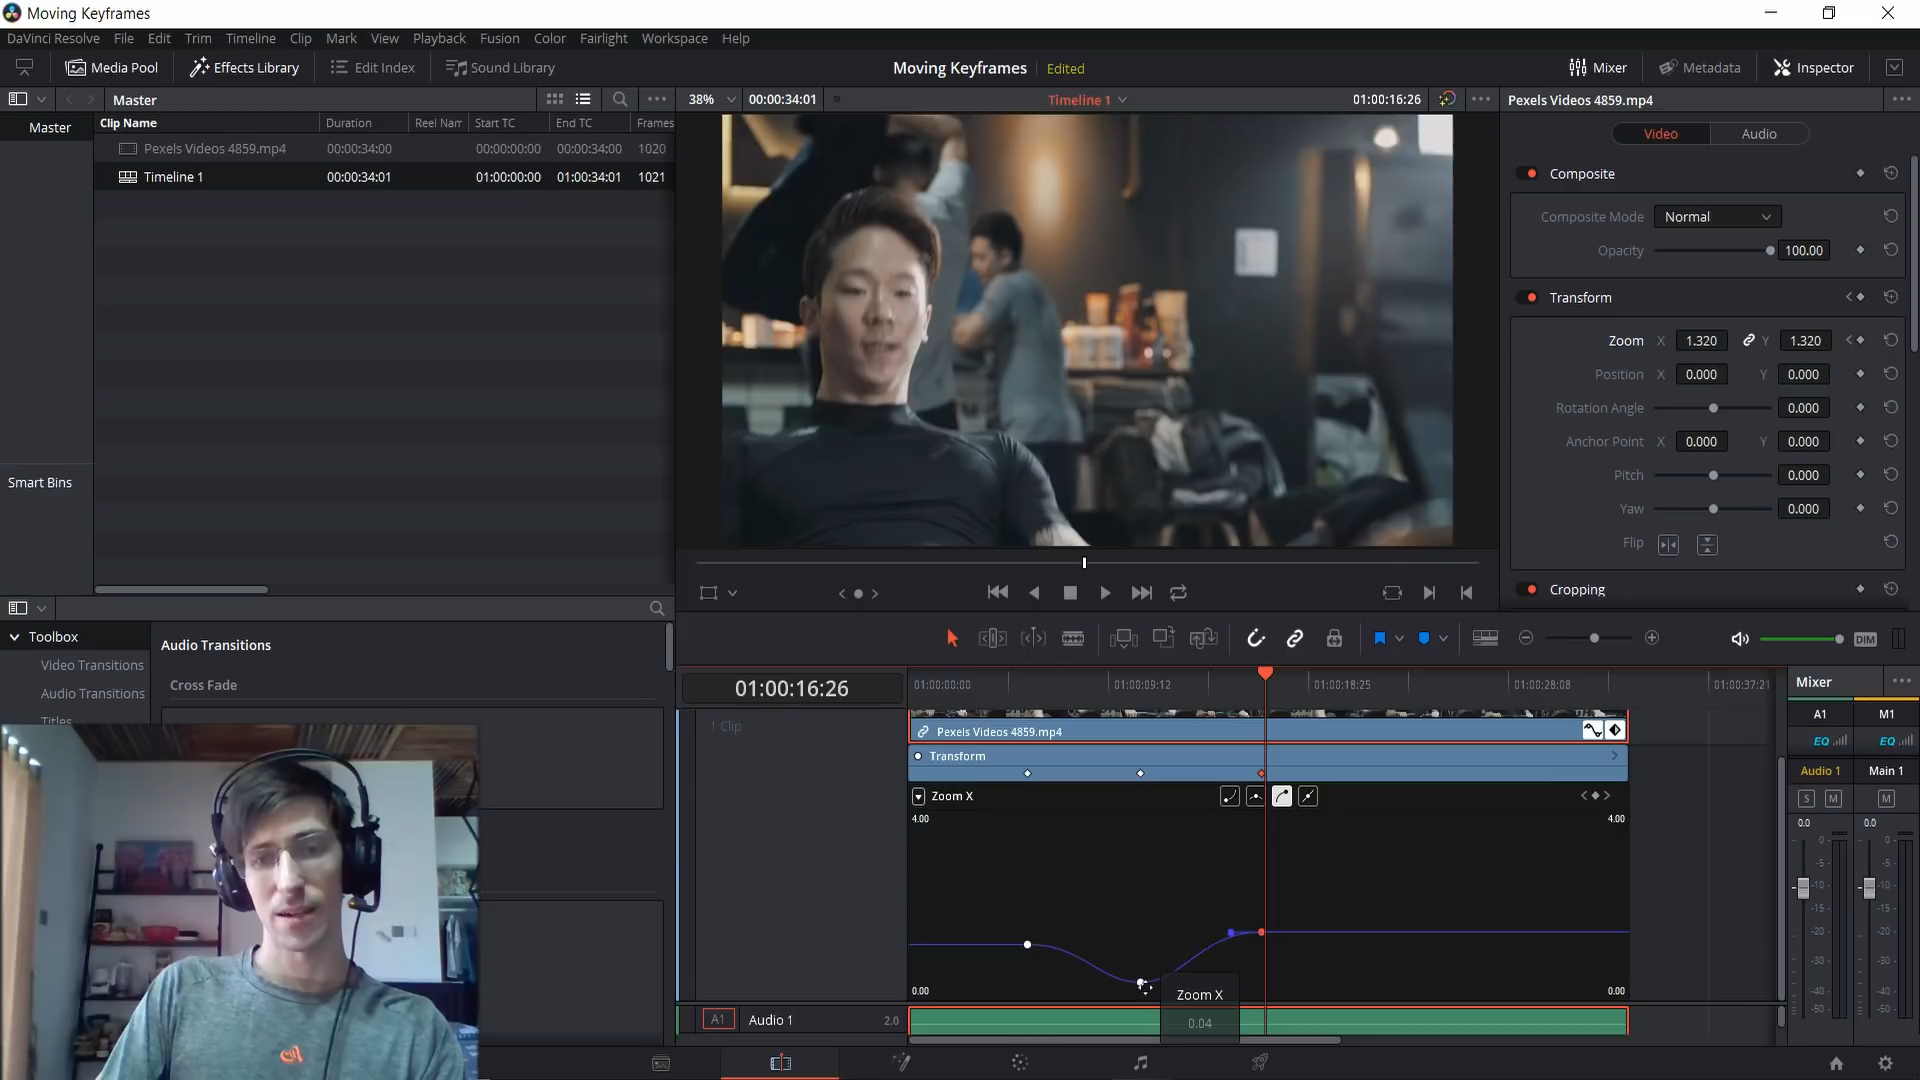 Moving Keyframes
DaVinci Resolve File Edit Trim Timeline Clip Mark View Playback Fusion Color Fairlight Workspace Help
Media Pool Effects Library Edit Index Sound Library Moving Keyframes Edited Mixer Metadata Inspector
Master 38% 00:00:34:01 Timeline 1 01:00:16:26 Pexels Videos 4859.mp4
Master Clip Name Duration Reel Nam Start TC End TC Frames
Pexels Videos 4859.mp4 00:00:34:00 00:00:00:00 00:00:34:00 1020
Timeline 1 00:00:34:01 01:00:00:00 01:00:34:01 1021
Video Audio
Composite
Composite Mode Normal
Opacity 100.00
Transform
Zoom X 1.320 Y 1.320
Position X 0.000 Y 0.000
Rotation Angle 0.000
Anchor Point X 0.000 Y 0.000
Pitch 0.000
Yaw 0.000
Flip
Cropping
Smart Bins
Toolbox
Video Transitions
Audio Transitions
Titles
Audio Transitions
Cross Fade
DIM
01:00:16:26
01:00:00:00 01:00:09:12 01:00:18:25 01:00:28:08 01:00:37:21
1 Clip
Pexels Videos 4859.mp4
Transform
Zoom X
4.00 4.00
0.00 0.00
Zoom X
0.04
A1 Audio 1 2.0
Mixer
A1 M1
EQ EQ
Audio 1 Main 1
S M M
0.0 0.0
0 0
-5 -5
-10 -10
-15 -15
-20 -20
-30 -30
-40 -40
-50 -50